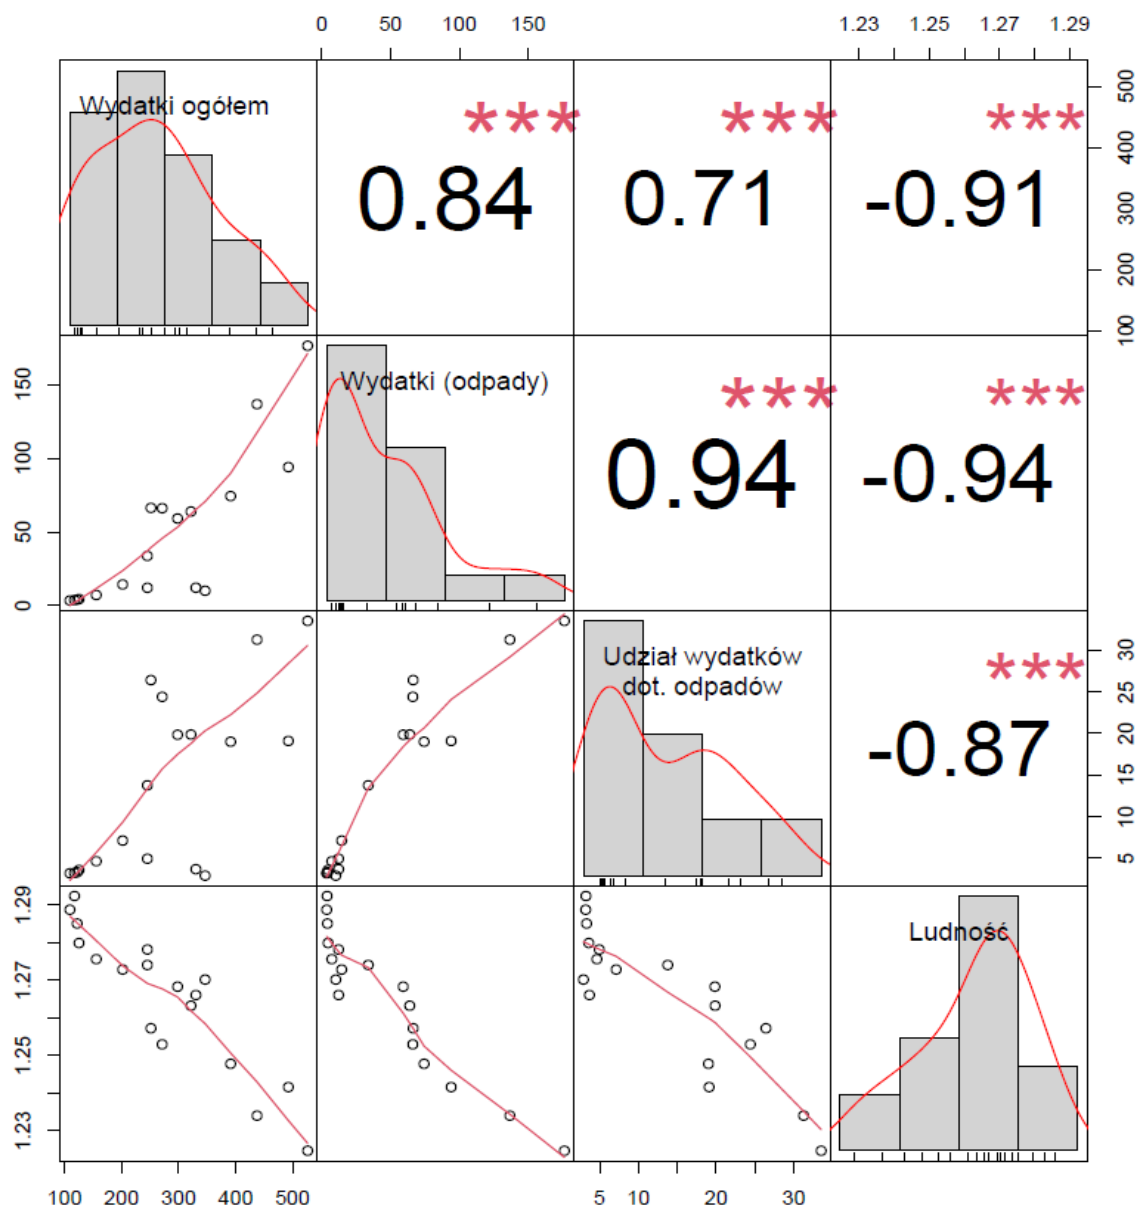 0 50 100 150
1.23 1.25 1.27 1.29
Wydatki ogółem
***
0.84
***
0.71
***
-0.91
100 200 300 400 500
0 50 100 150
Wydatki (odpady)
***
0.94
***
-0.94
Udział wydatków
dot. odpadów
***
-0.87
5 10 15 20 25 30
1.23 1.25 1.27 1.29
Ludność
100 200 300 400 500
5 10 20 30